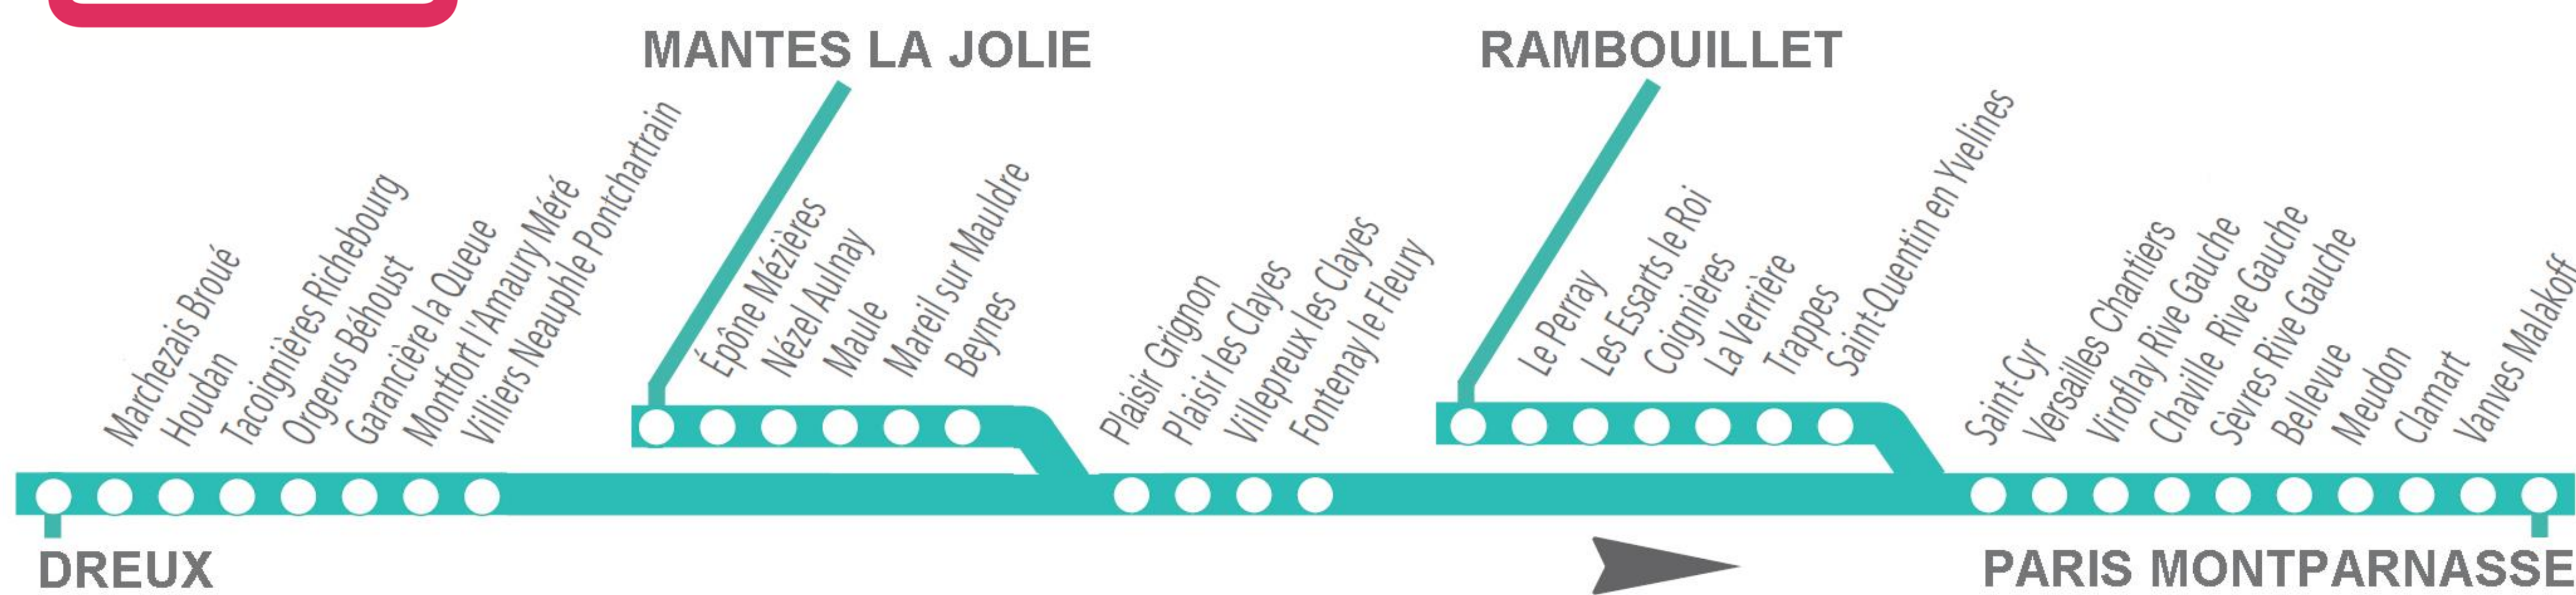 MANTES LA JOLIE
RAMBOUILLET
Marchezais Broué
Houdan
Tacoignières Richebourg
Orgerus Béhoust
Garancière la Queue
Montfort l'Amaury Méré
Villiers Neauphle Pontchartrain
Épône Mézières
Nézel Aulnay
Maule
Mareil sur Mauldre
Beynes
Plaisir Grignon
Plaisir les Clayes
Villepreux les Clayes
Fontenay le Fleury
Le Perray
Les Essarts le Roi
Coignières
La Verrière
Trappes
Saint-Quentin en Yvelines
Saint-Cyr
Versailles Chantiers
Viroflay Rive Gauche
Chaville Rive Gauche
Sèvres Rive Gauche
Bellevue
Meudon
Clamart
Vanves Malakoff
DREUX
PARIS MONTPARNASSE